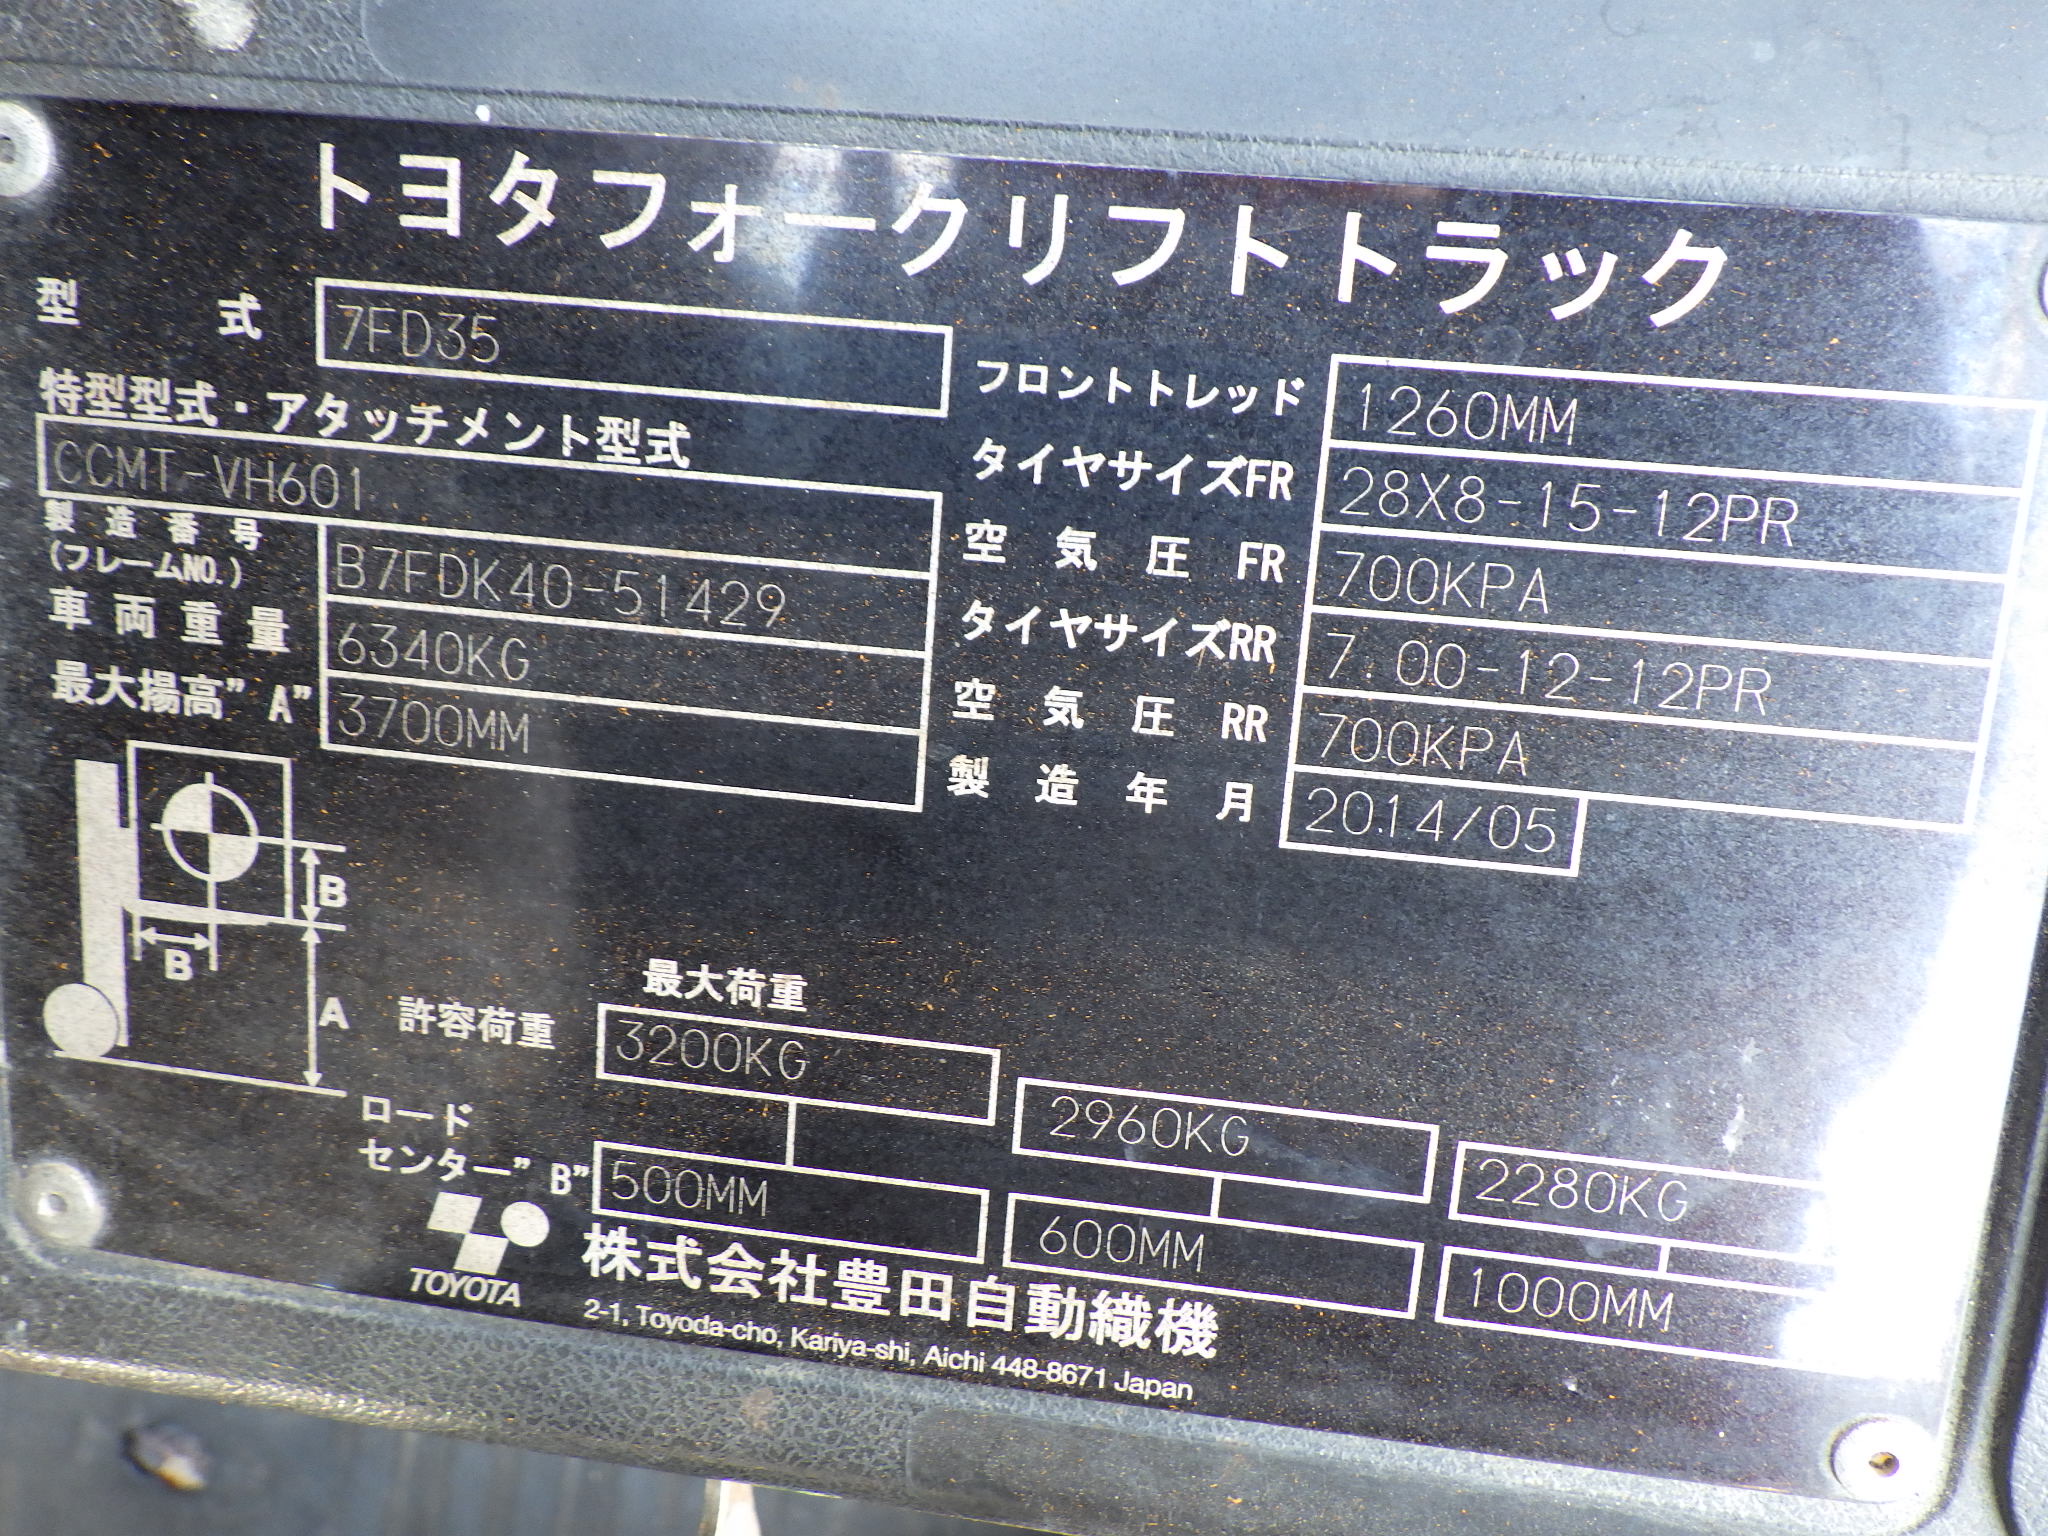 トヨタフォークリフトトラック
型式 7FD35
特型型式・アタッチメント型式
CCMT-VH601
製造番号
(フレームNO.) B7FDK40-51429
車両重量 6340KG
最大揚高"A" 3700MM
フロントトレッド 1260MM
タイヤサイズFR 28X8-15-12PR
空気圧 FR 700KPA
タイヤサイズRR 7.00-12-12PR
空気圧 RR 700KPA
製造年月 2014/05
B
B
A
最大荷重
許容荷重 3200KG 2960KG 2280KG
ロード
センター"B" 500MM 600MM 1000MM
TOYOTA
株式会社豊田自動織機
2-1, Toyoda-cho, Kariya-shi, Aichi 448-8671 Japan